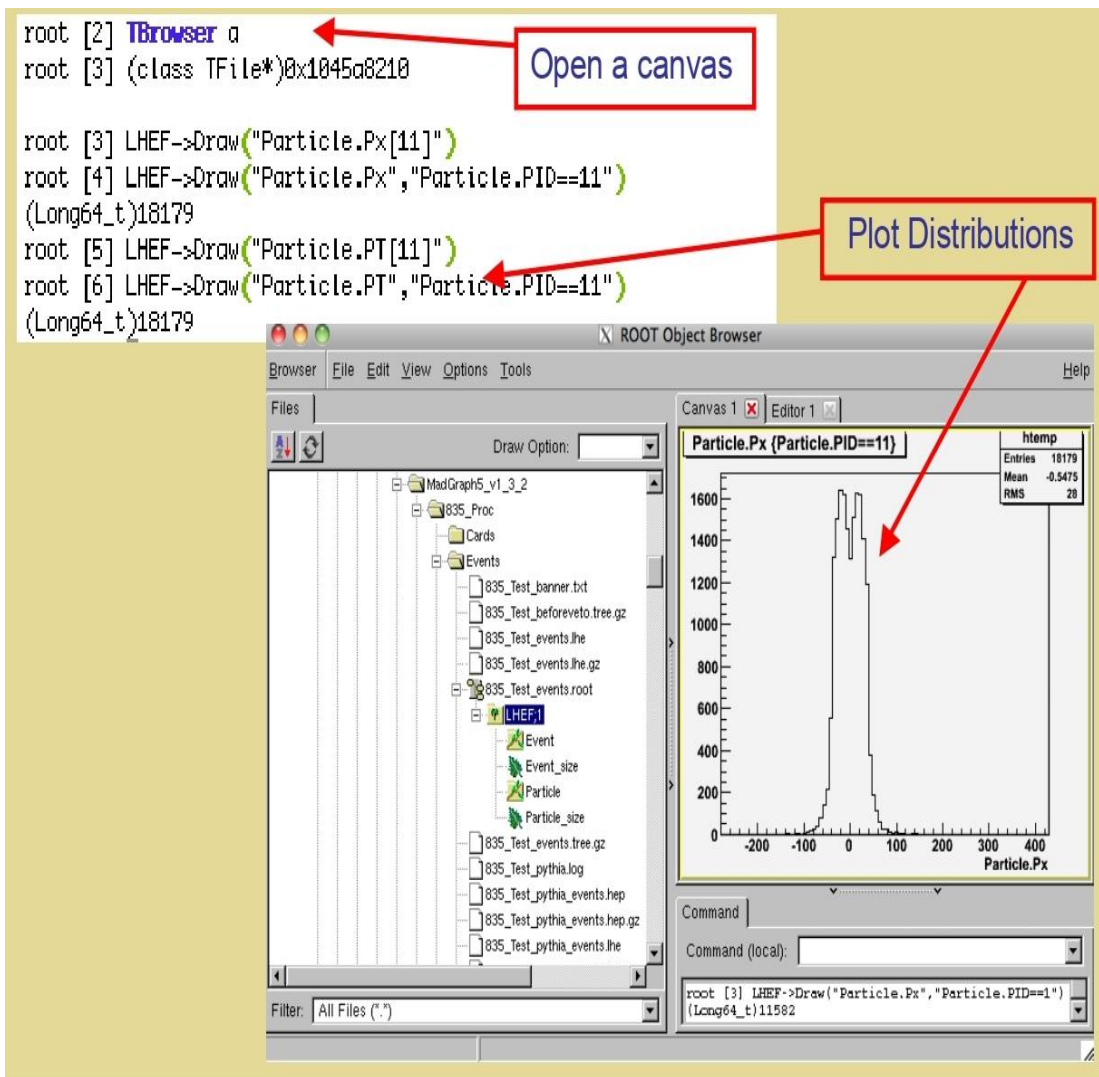 root [2] TBrowser a
root [3] (class TFile*)0x1045a8210
Open a canvas
root [3] LHEF->Draw("Particle.Px[11]")
root [4] LHEF->Draw("Particle.Px","Particle.PID==11")
(Long64_t)18179
root [5] LHEF->Draw("Particle.PT[11]")
root [6] LHEF->Draw("Particle.PT","Particle.PID==11")
(Long64_t)18179
Plot Distributions
X ROOT Object Browser
Browser File Edit View Options Tools Help
Files
Draw Option:
MadGraph5_v1_3_2
835_Proc
Cards
Events
835_Test_banner.txt
835_Test_beforeveto.tree.gz
835_Test_events.lhe
835_Test_events.lhe.gz
835_Test_events.root
LHEF;1
Event
Event_size
Particle
Particle_size
835_Test_events.tree.gz
835_Test_pythia.log
835_Test_pythia_events.hep
835_Test_pythia_events.hep.gz
835_Test_pythia_events.lhe
Filter: All Files (*.*)
Canvas 1 Editor 1
Particle.Px {Particle.PID==11}
htemp
Entries 18179
Mean -0.5475
RMS 28
1600
1400
1200
1000
800
600
400
200
0
-200 -100 0 100 200 300 400
Particle.Px
Command
Command (local):
root [3] LHEF->Draw("Particle.Px","Particle.PID==1")
(Long64_t)11582